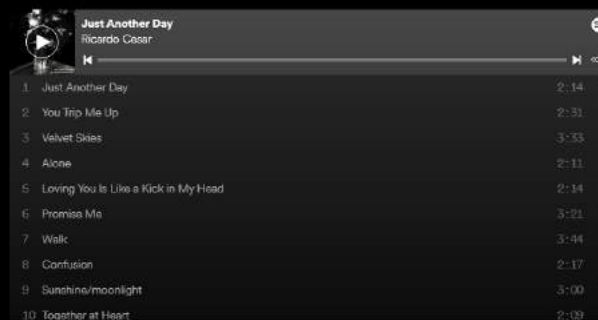 Just Another Day
Ricardo Casar
1 Just Another Day 2:14
2 You Trip Me Up 2:31
3 Velvet Skies 3:33
4 Alone 2:11
5 Loving You Is Like a Kick in My Head 2:14
6 Promise Me 3:21
7 Walk 3:44
8 Confusion 2:17
9 Sunshine/moonlight 3:00
10 Together at Heart 2:09